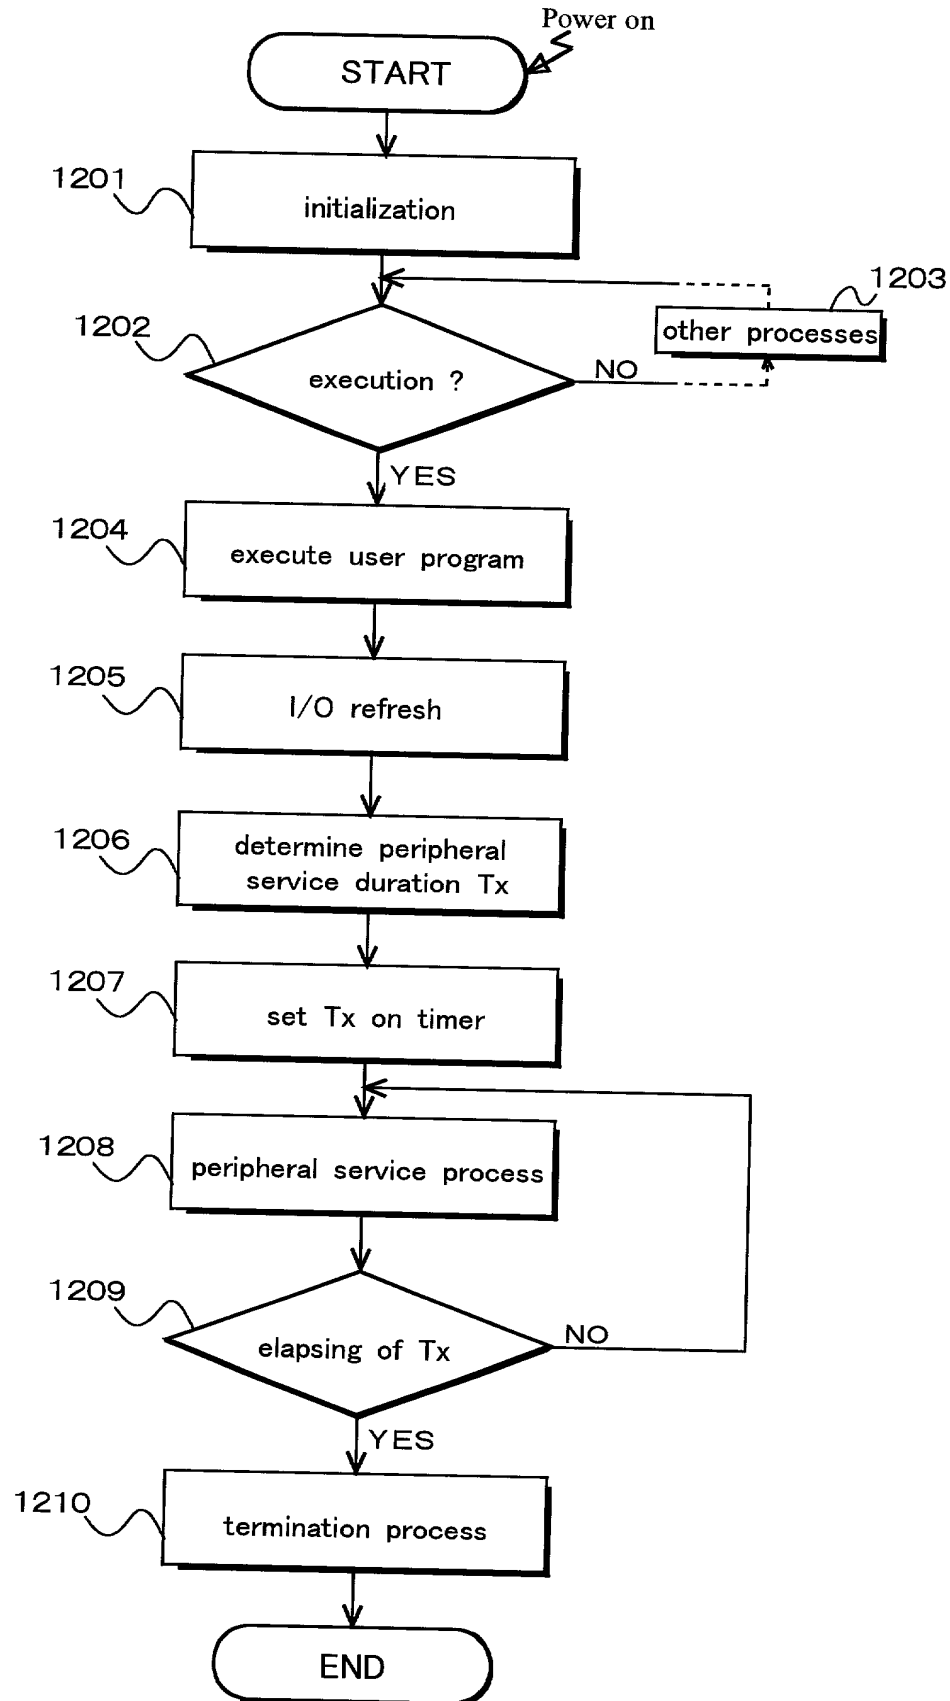 Power on
START
1201
initialization
1203
other processes
1202
execution ?
NO
YES
1204
execute user program
1205
I/O refresh
1206
determine peripheral
service duration Tx
1207
set Tx on timer
1208
peripheral service process
1209
elapsing of Tx
NO
YES
1210
termination process
END